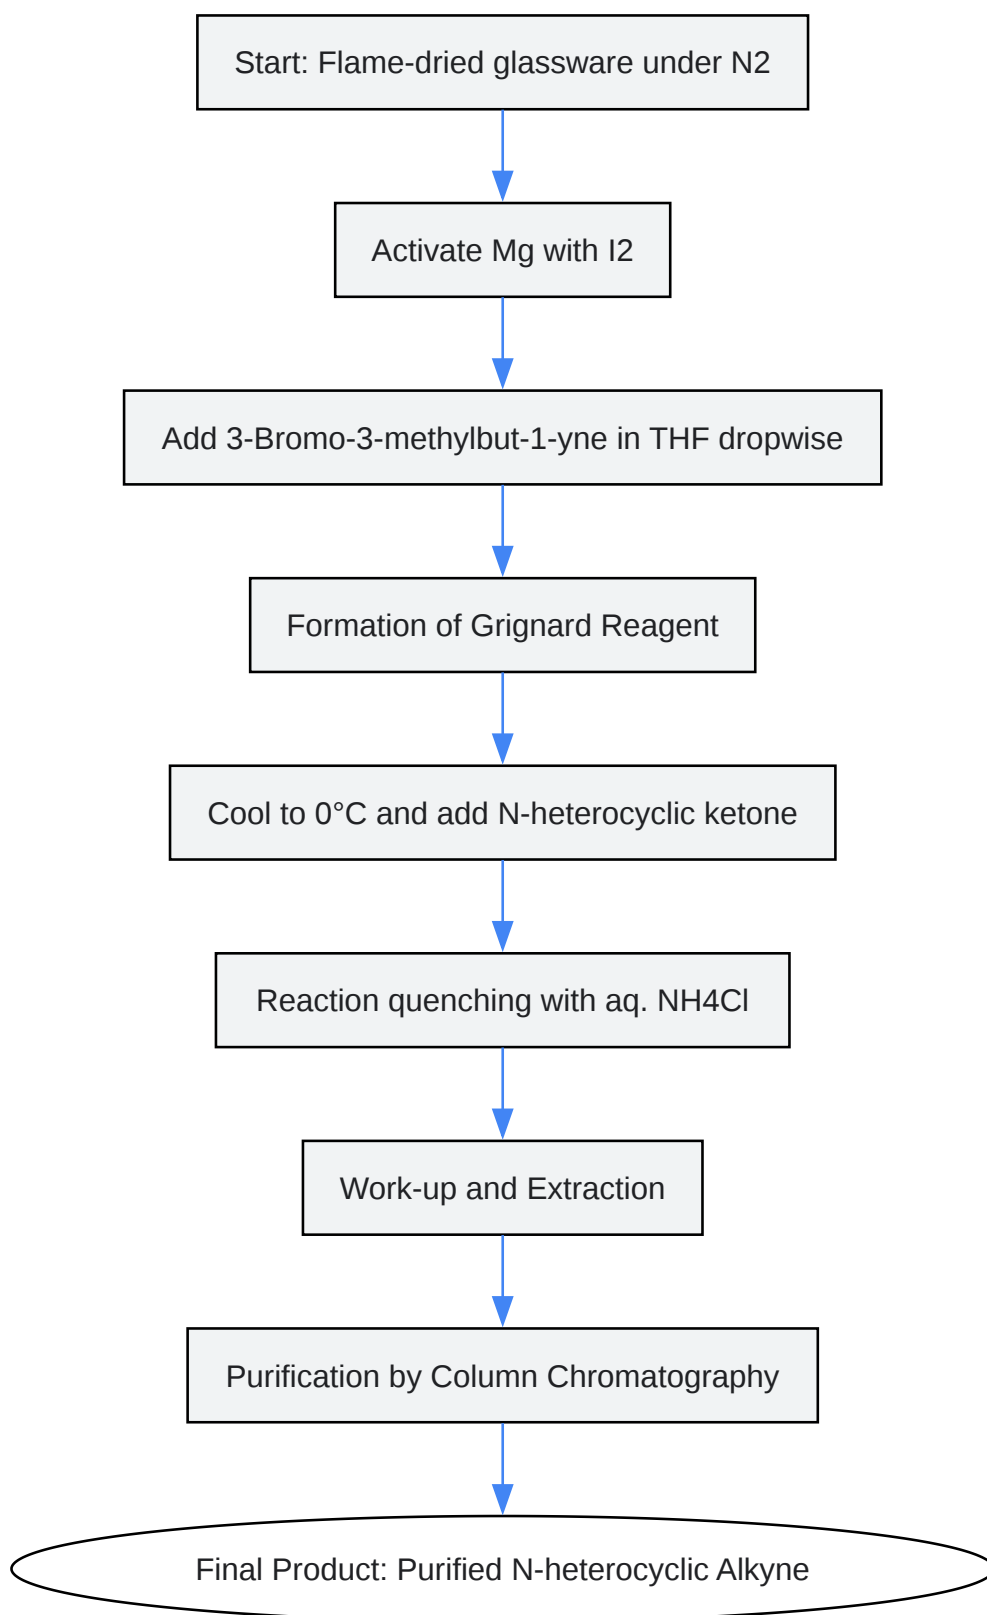 Start: Flame-dried glassware under N2
Activate Mg with I2
Add 3-Bromo-3-methylbut-1-yne in THF dropwise
Formation of Grignard Reagent
Cool to 0°C and add N-heterocyclic ketone
Reaction quenching with aq. NH4Cl
Work-up and Extraction
Purification by Column Chromatography
Final Product: Purified N-heterocyclic Alkyne